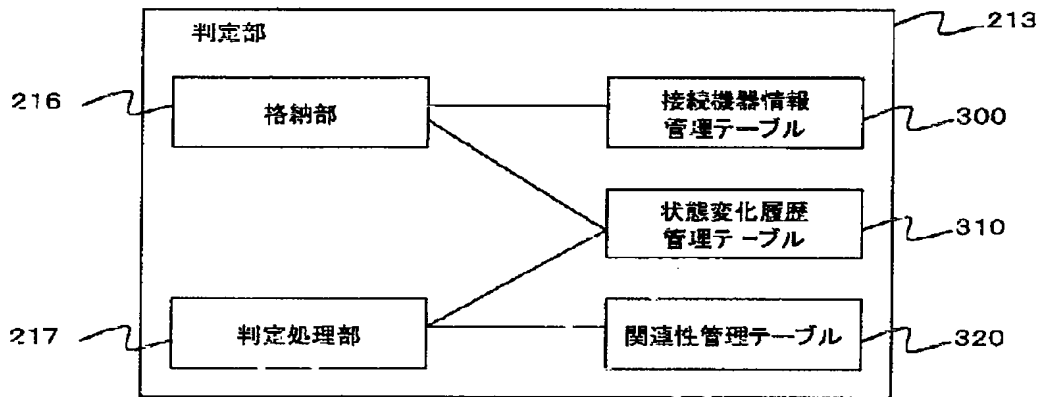 判定部
213
216
格納部
接続機器情報
管理テーブル
300
状態変化履歴
管理テーブル
310
217
判定処理部
関連性管理テーブル
320